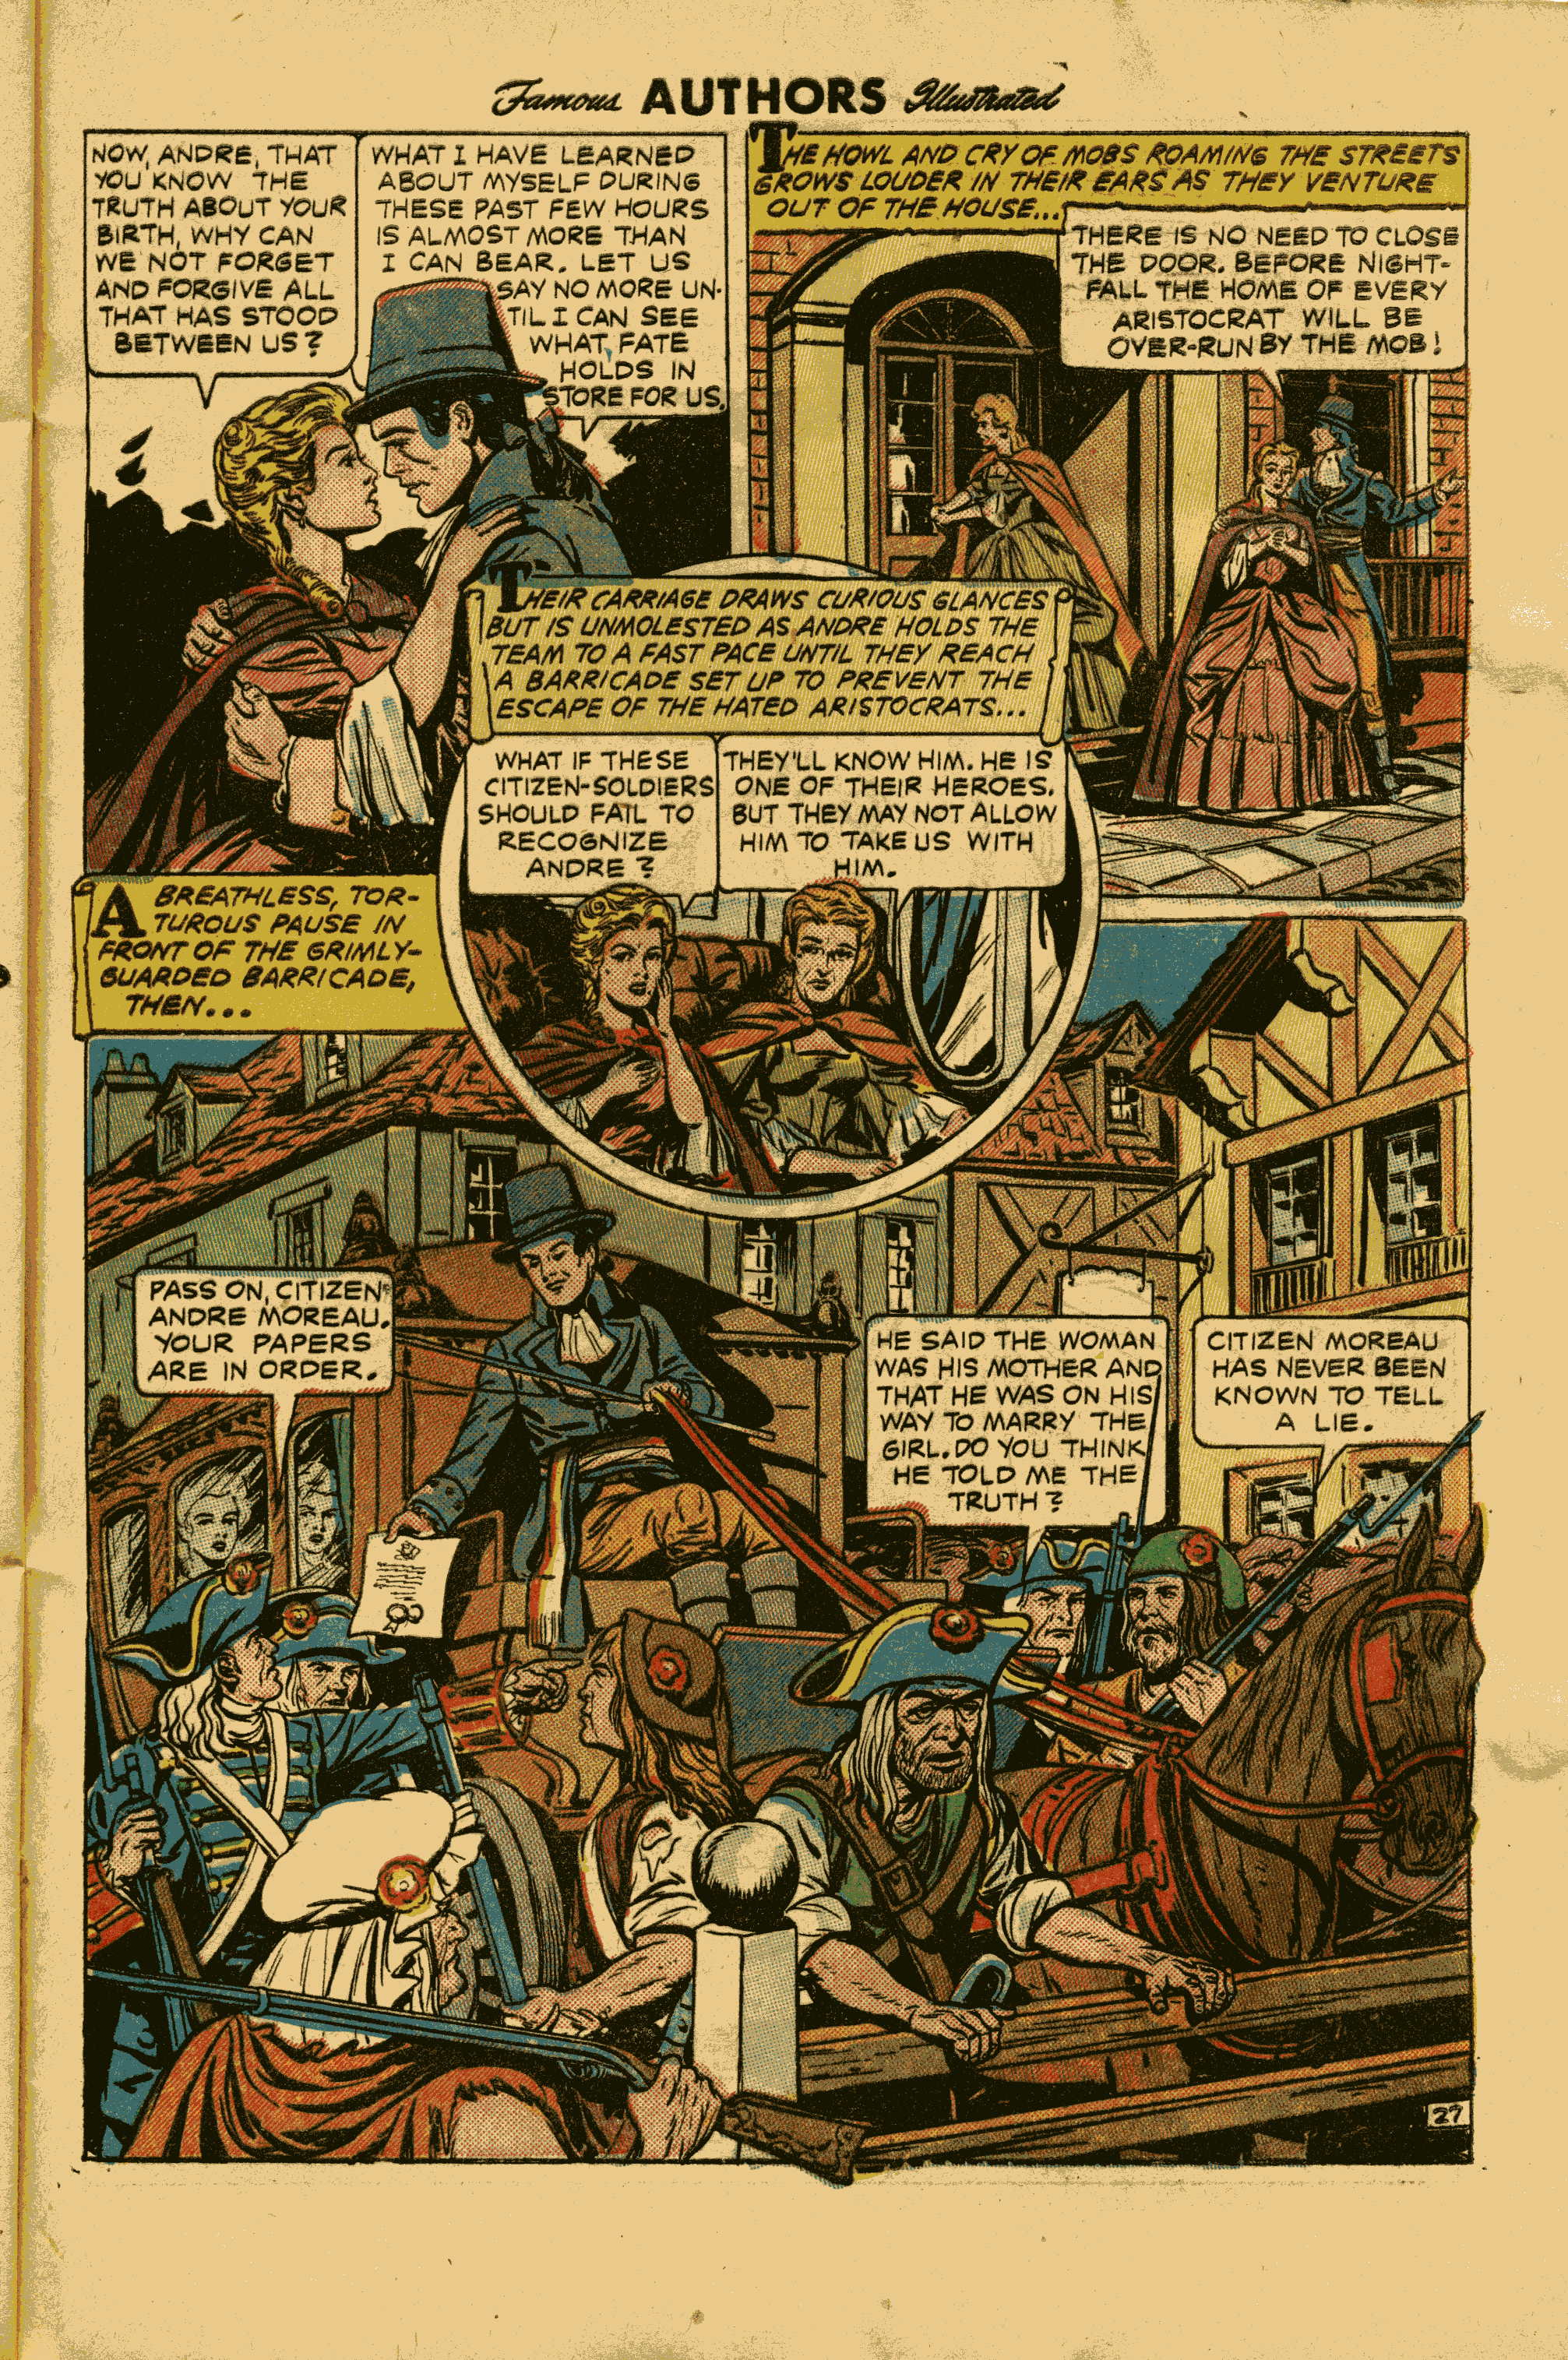 Famous AUTHORS Illustrated
NOW, ANDRE, THAT
YOU KNOW THE
TRUTH ABOUT YOUR
BIRTH, WHY CAN
WE NOT FORGET
AND FORGIVE ALL
THAT HAS STOOD
BETWEEN US?
WHAT I HAVE LEARNED
ABOUT MYSELF DURING
THESE PAST FEW HOURS
IS ALMOST MORE THAN
I CAN BEAR. LET US
SAY NO MORE UN-
TIL I CAN SEE
WHAT FATE
HOLDS IN
STORE FOR US.
THE HOWL AND CRY OF MOBS ROAMING THE STREETS
GROWS LOUDER IN THEIR EARS AS THEY VENTURE
OUT OF THE HOUSE...
THERE IS NO NEED TO CLOSE
THE DOOR. BEFORE NIGHT-
FALL THE HOME OF EVERY
ARISTOCRAT WILL BE
OVER-RUN BY THE MOB!
THEIR CARRIAGE DRAWS CURIOUS GLANCES
BUT IS UNMOLESTED AS ANDRE HOLDS THE
TEAM TO A FAST PACE UNTIL THEY REACH
A BARRICADE SET UP TO PREVENT THE
ESCAPE OF THE HATED ARISTOCRATS...
WHAT IF THESE
CITIZEN-SOLDIERS
SHOULD FAIL TO
RECOGNIZE
ANDRE?
THEY'LL KNOW HIM. HE IS
ONE OF THEIR HEROES.
BUT THEY MAY NOT ALLOW
HIM TO TAKE US WITH
HIM.
A BREATHLESS, TOR-
TUROUS PAUSE IN
FRONT OF THE GRIMLY-
GUARDED BARRICADE,
THEN...
PASS ON, CITIZEN
ANDRE MOREAU.
YOUR PAPERS
ARE IN ORDER.
HE SAID THE WOMAN
WAS HIS MOTHER AND
THAT HE WAS ON HIS
WAY TO MARRY THE
GIRL. DO YOU THINK
HE TOLD ME THE
TRUTH?
CITIZEN MOREAU
HAS NEVER BEEN
KNOWN TO TELL
A LIE.
27